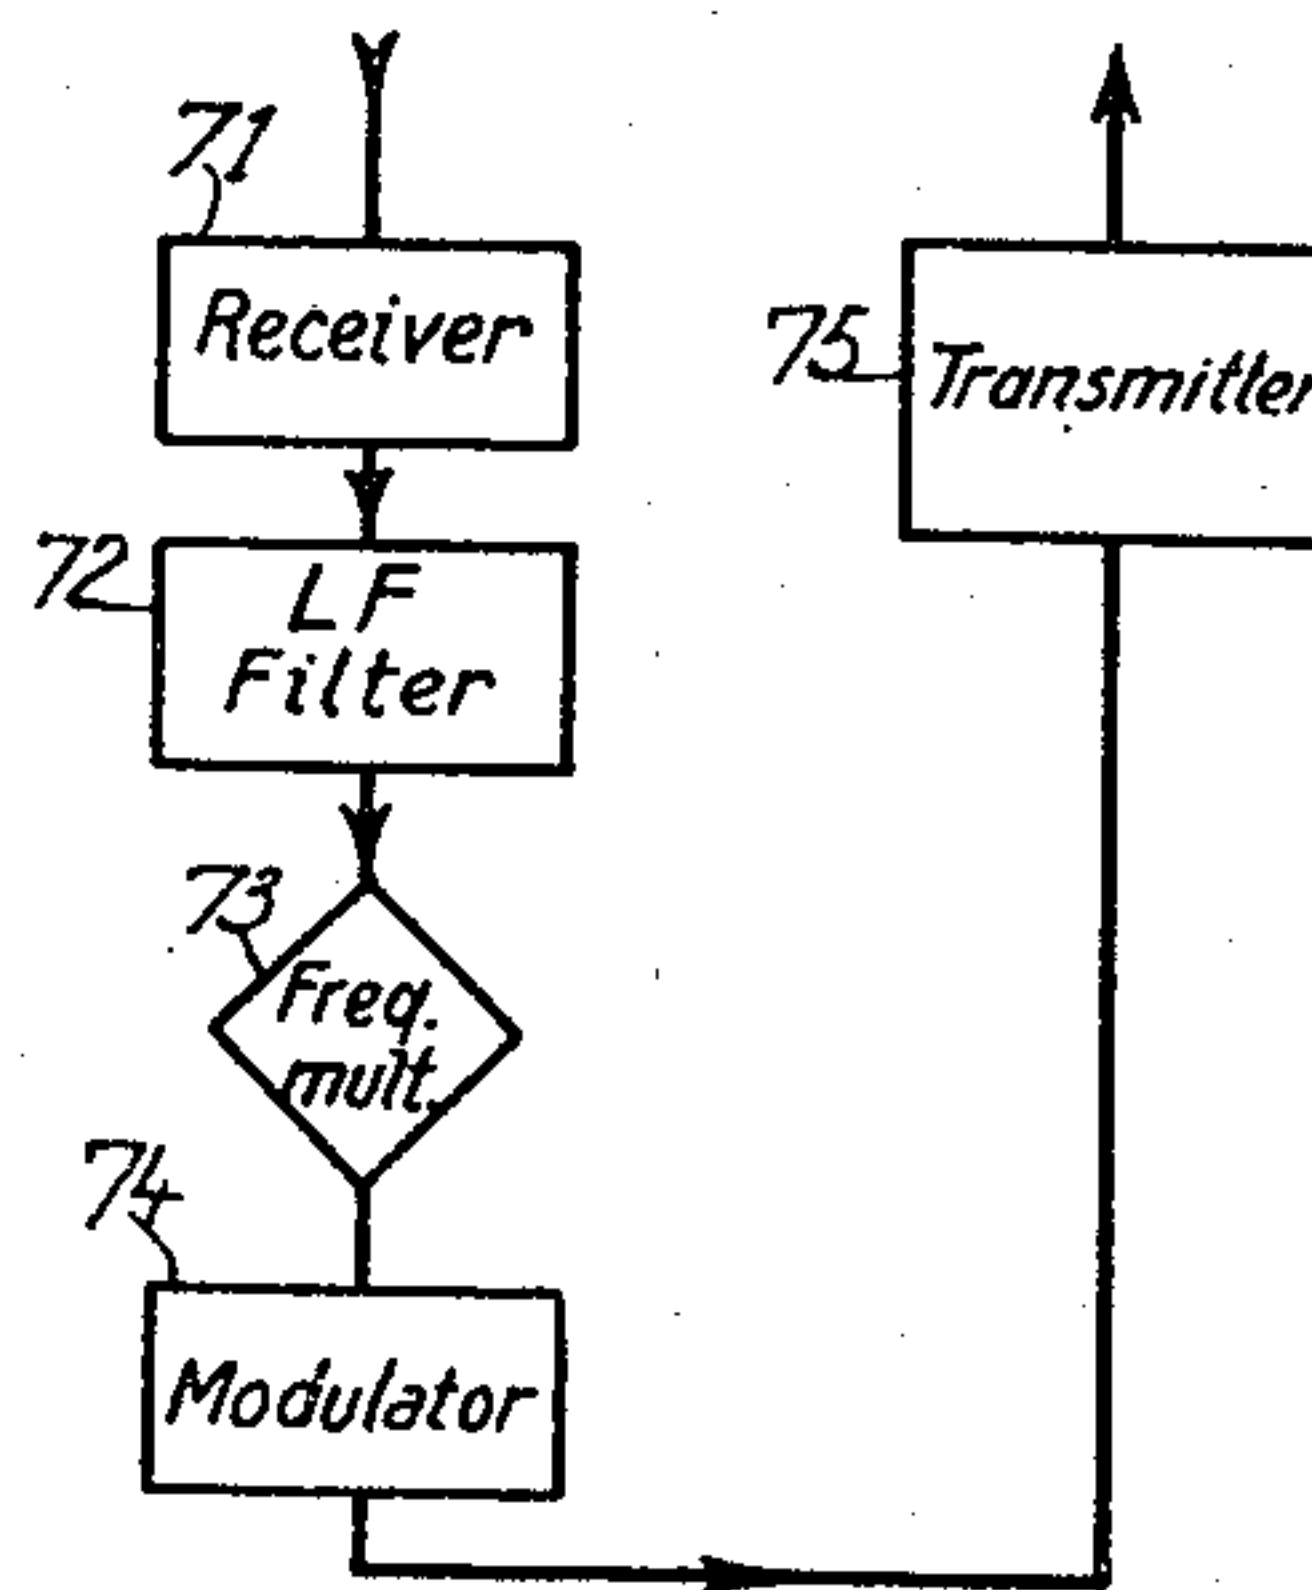 71
Receiver
72
LF
Filter
73
Freq.
mult.
74
Modulator
75
Transmitter